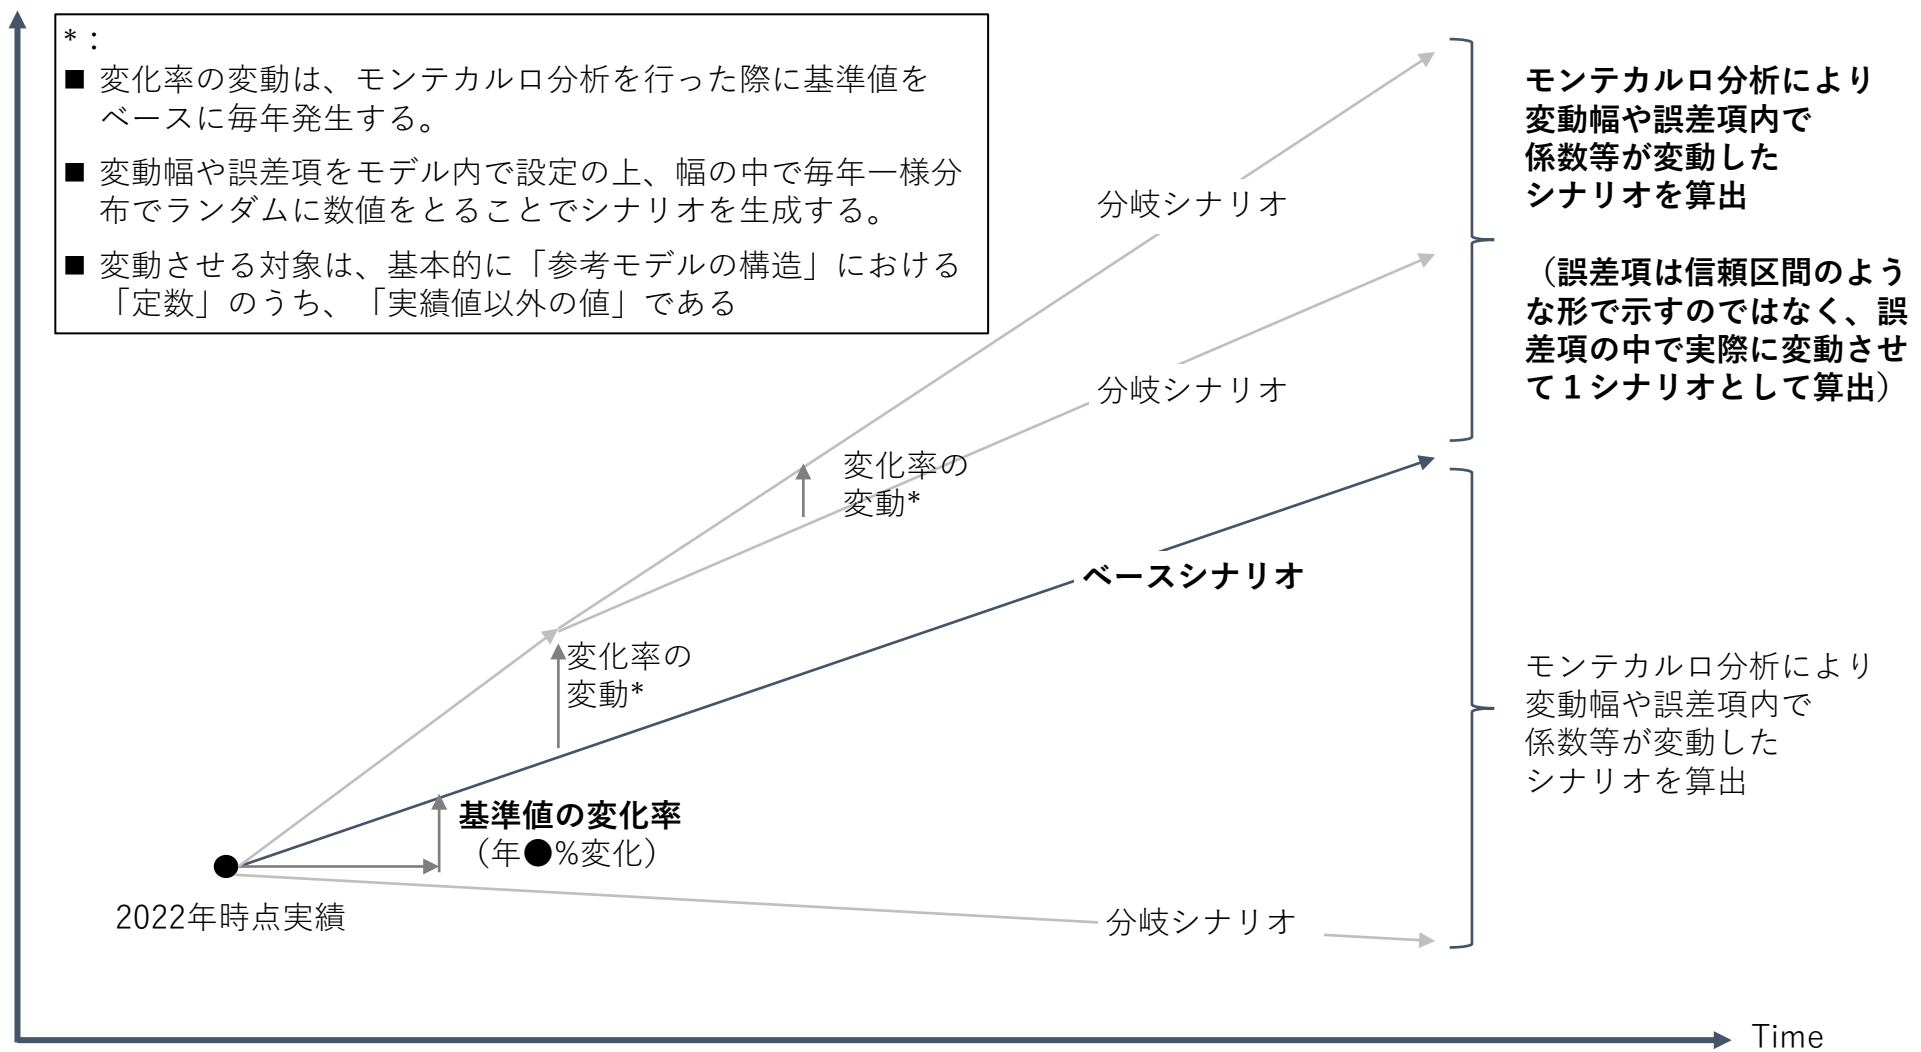 *：
■ 変化率の変動は、モンテカルロ分析を行った際に基準値を
ベースに毎年発生する。
■ 変動幅や誤差項をモデル内で設定の上、幅の中で毎年一様分
布でランダムに数値をとることでシナリオを生成する。
■ 変動させる対象は、基本的に「参考モデルの構造」における
「定数」のうち、「実績値以外の値」である
モンテカルロ分析により
変動幅や誤差項内で
係数等が変動した
シナリオを算出
（誤差項は信頼区間のよう
な形で示すのではなく、誤
差項の中で実際に変動させ
て１シナリオとして算出）
分岐シナリオ
分岐シナリオ
変化率の
変動*
ベースシナリオ
変化率の
変動*
モンテカルロ分析により
変動幅や誤差項内で
係数等が変動した
シナリオを算出
基準値の変化率
（年●%変化）
2022年時点実績
分岐シナリオ
Time